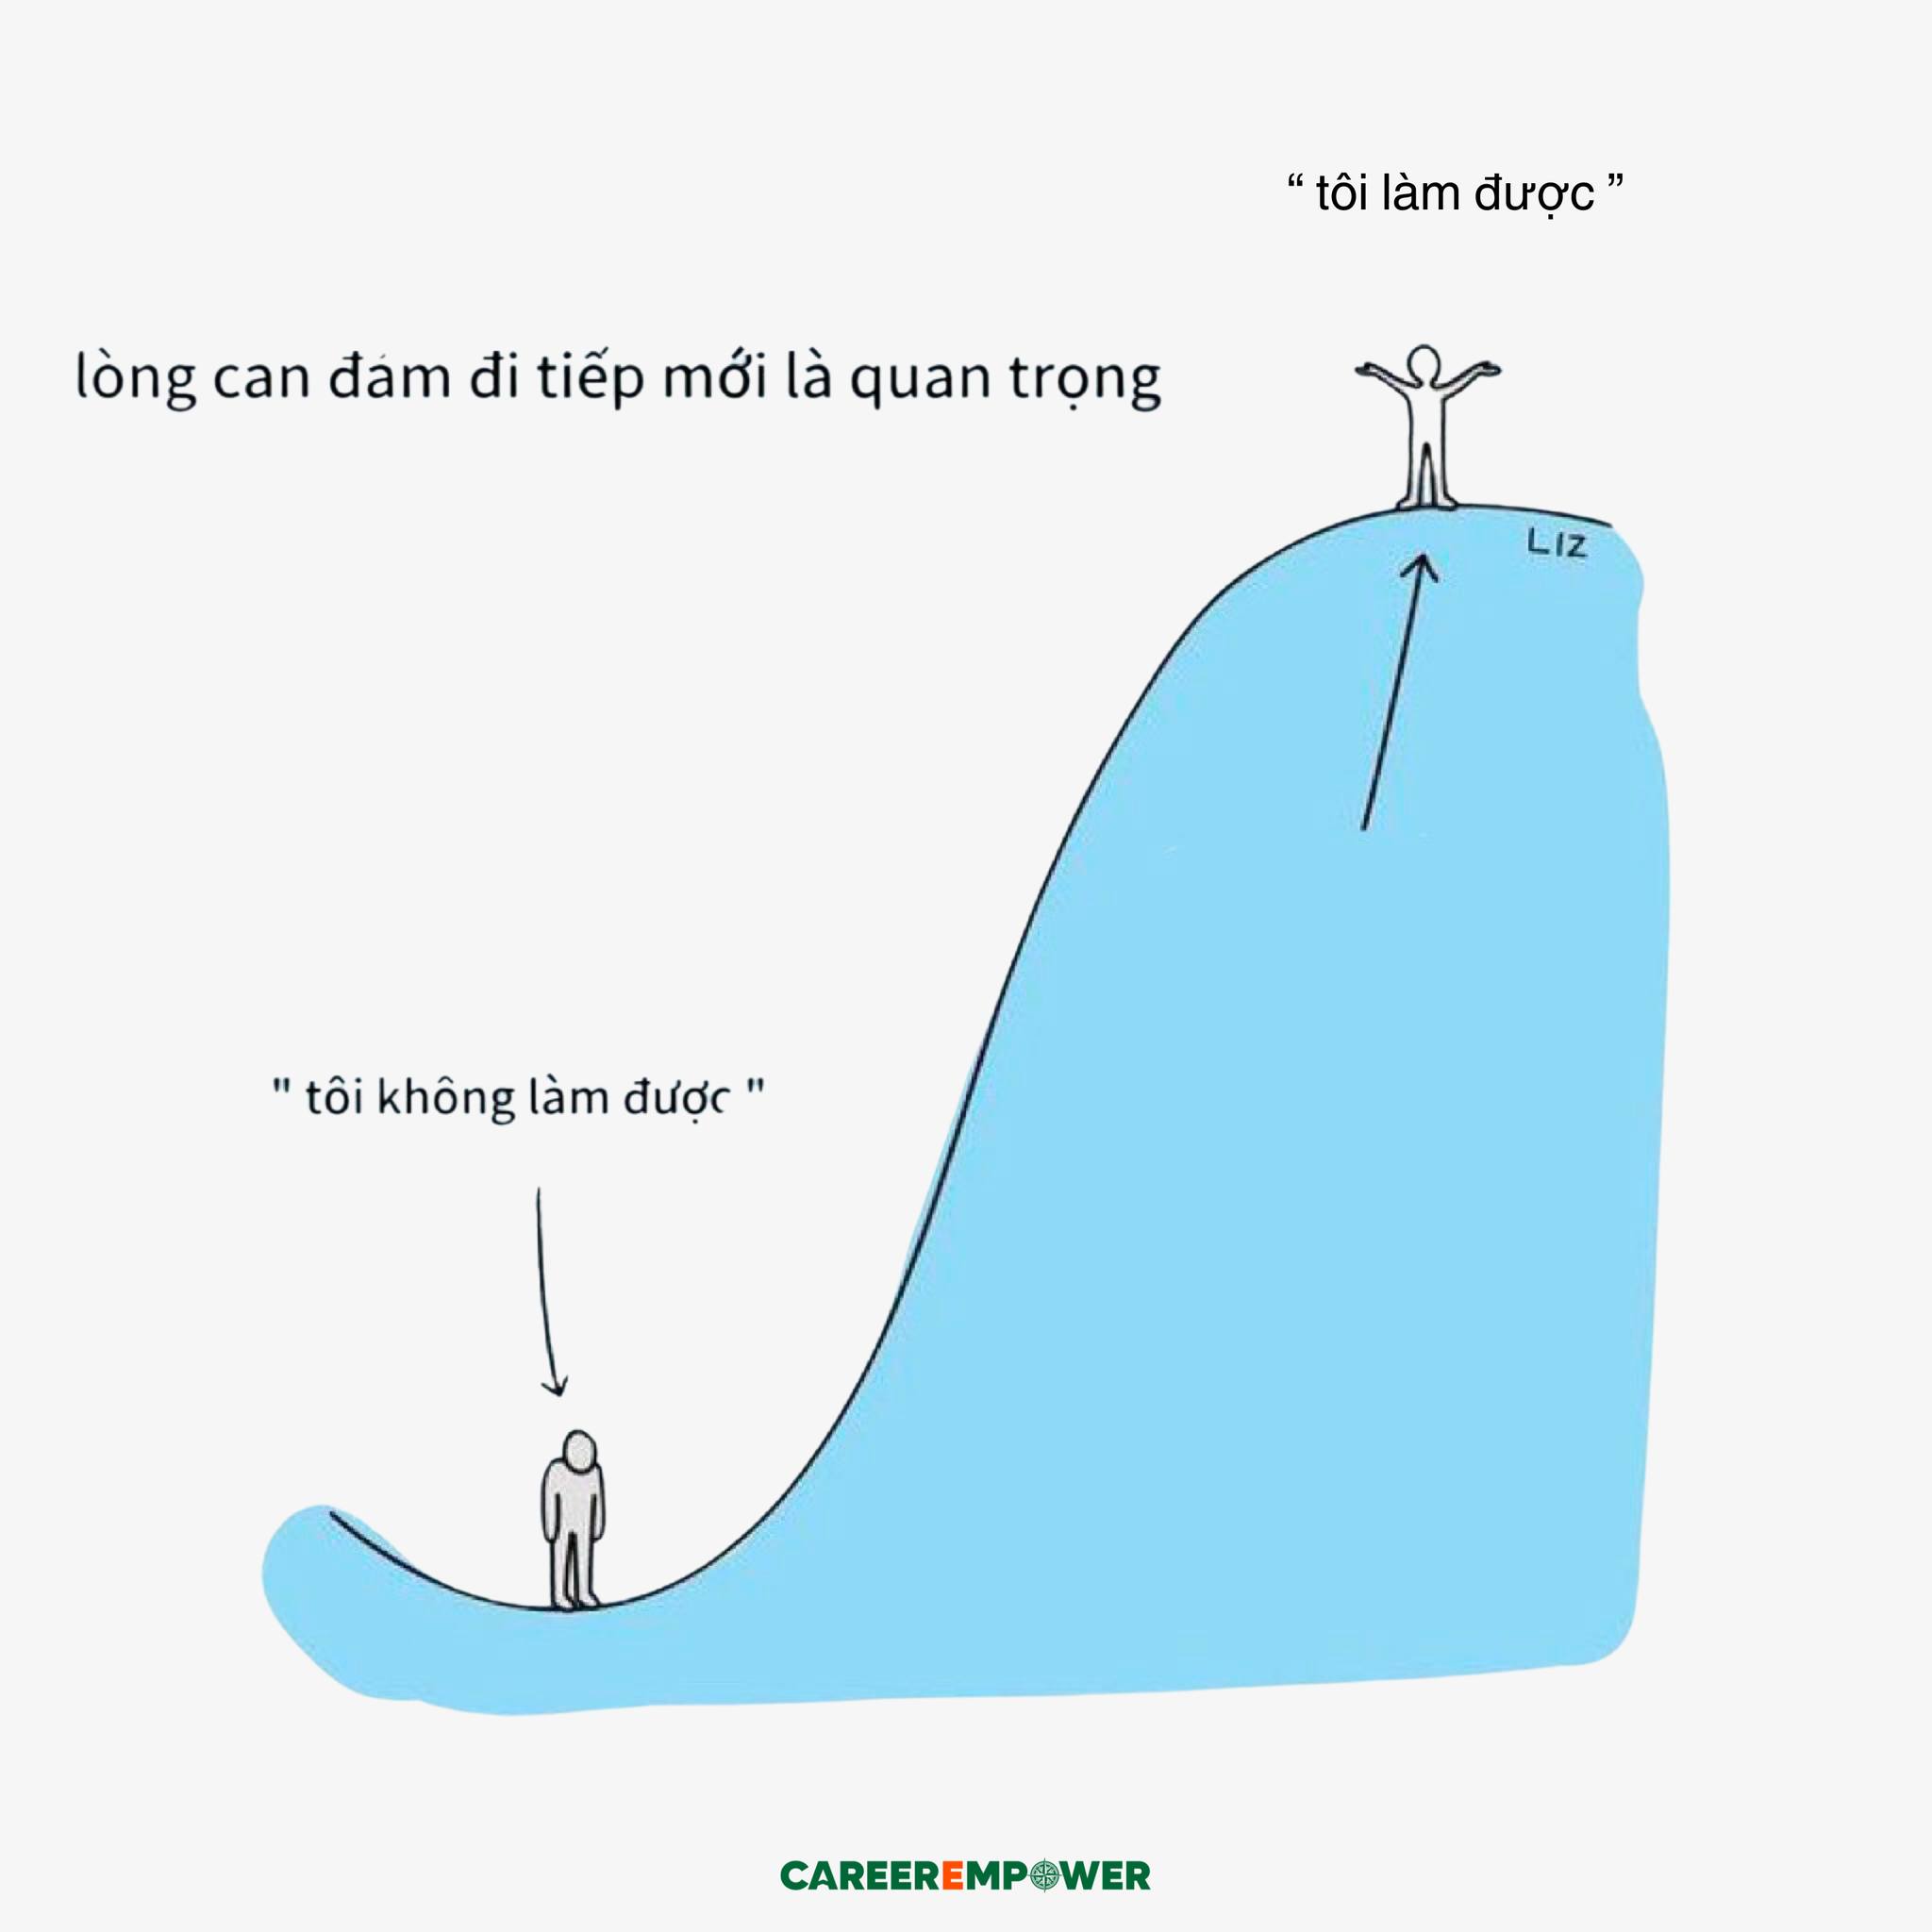 “ tôi làm được ”
lòng can đảm đi tiếp mới là quan trọng
LIZ
" tôi không làm được "
CAREEREMPOWER